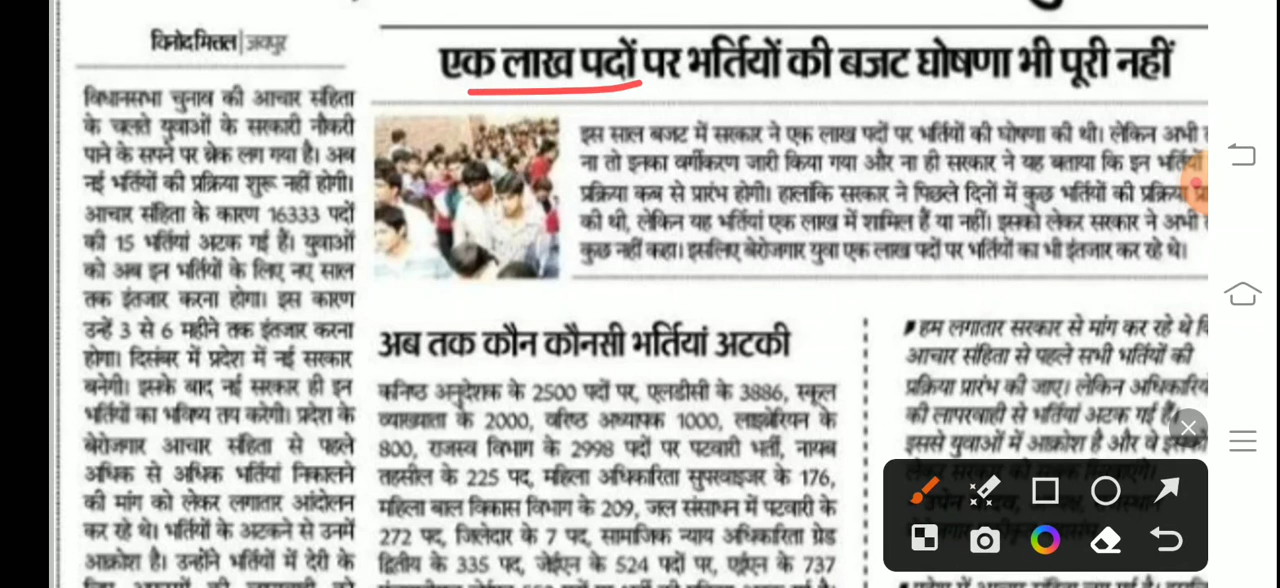 विनोद मित्तल | जयपुर
विधानसभा चुनाव की आचार संहिता
के चलते युवाओं के सरकारी नौकरी
पाने के सपने पर ब्रेक लग गया है। अब
नई भर्तियों की प्रक्रिया शुरू नहीं होगी।
आचार संहिता के कारण 16333 पदों
की 15 भर्तियां अटक गई हैं। युवाओं
को अब इन भर्तियों के लिए नए साल
तक इंतजार करना होगा। इस कारण
उन्हें 3 से 6 महीने तक इंतजार करना
होगा। दिसंबर में प्रदेश में नई सरकार
बनेगी। इसके बाद नई सरकार ही इन
भर्तियों का भविष्य तय करेगी। प्रदेश के
बेरोजगार आचार संहिता से पहले
अधिक से अधिक भर्तियां निकालने
की मांग को लेकर लगातार आंदोलन
कर रहे थे। भर्तियों के अटकने से उनमें
आक्रोश है। उन्होंने भर्तियों में देरी के
एक लाख पदों पर भर्तियों की बजट घोषणा भी पूरी नहीं
इस साल बजट में सरकार ने एक लाख पदों पर भर्तियों की घोषणा की थी। लेकिन अभी
ना तो इनका वर्गीकरण जारी किया गया और ना ही सरकार ने यह बताया कि इन भर्तियों
प्रक्रिया कब से प्रारंभ होगी। हालांकि सरकार ने पिछले दिनों में कुछ भर्तियों की प्रक्रिया
की थी, लेकिन यह भर्तियां एक लाख में शामिल हैं या नहीं। इसको लेकर सरकार ने अभी
कुछ नहीं कहा। इसलिए बेरोजगार युवा एक लाख पदों पर भर्तियों का भी इंतजार कर रहे थे।
अब तक कौन कौनसी भर्तियां अटकी
कनिष्ठ अनुदेशक के 2500 पदों पर, एलडीसी के 3886, स्कूल
व्याख्याता के 2000, वरिष्ठ अध्यापक 1000, लाइब्रेरियन के
800, राजस्व विभाग के 2998 पदों पर पटवारी भर्ती, नायब
तहसील के 225 पद, महिला अधिकारिता सुपरवाइजर के 176,
महिला बाल विकास विभाग के 209, जल संसाधन में पटवारी के
272 पद, जिलेदार के 7 पद, सामाजिक न्याय अधिकारिता ग्रेड
द्वितीय के 335 पद, जेईएन के 524 पदों पर, एईएन के 737
हम लगातार सरकार से मांग कर रहे थे
आचार संहिता से पहले सभी भर्तियों की
प्रक्रिया प्रारंभ की जाए। लेकिन
की लापरवाही से भर्तियां अटक गई हैं।
इससे युवाओं में आक्रोश है और वे इसको